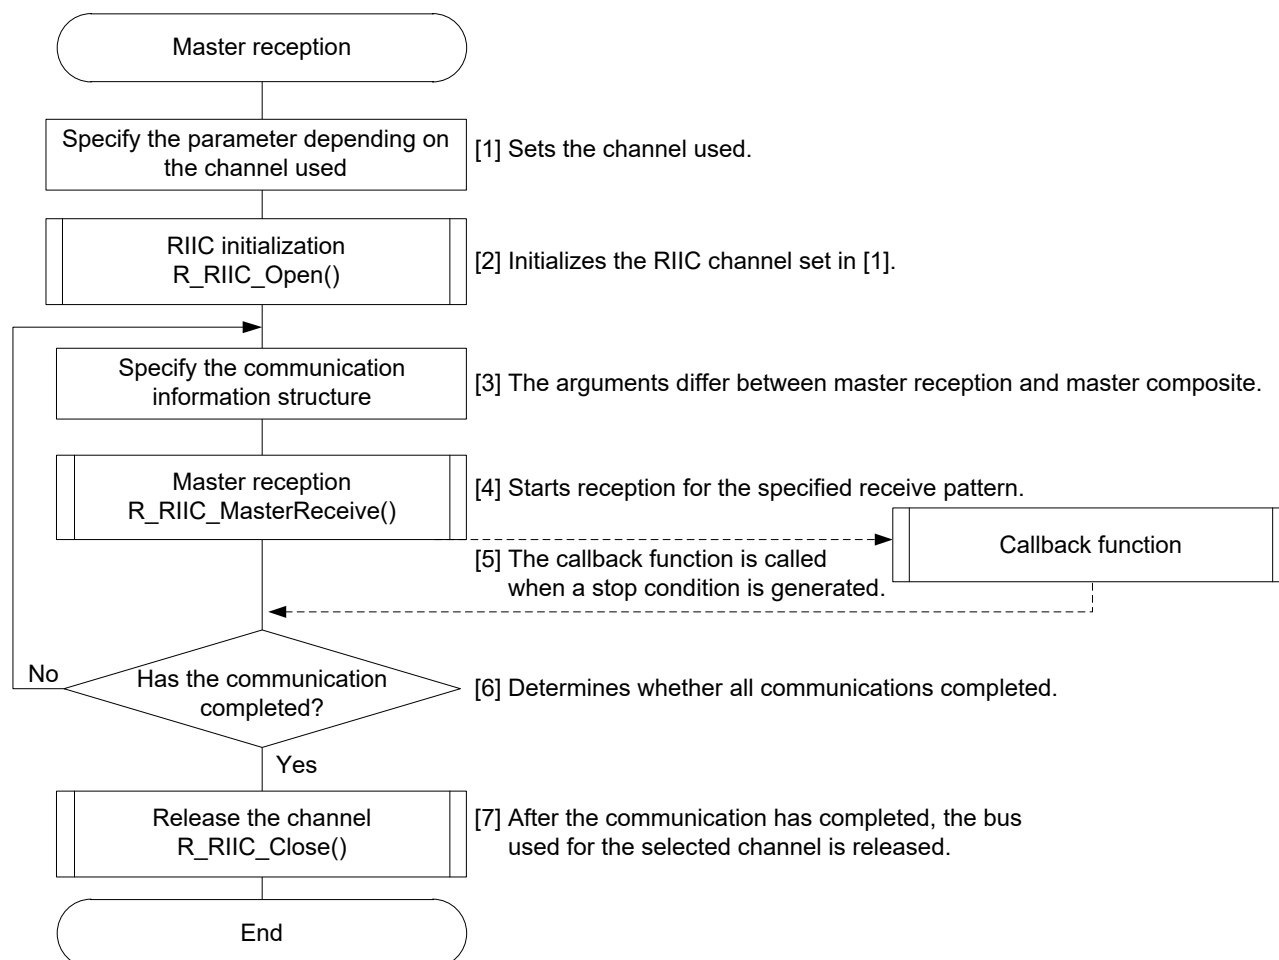 Master reception
Specify the parameter depending on
the channel used
[1] Sets the channel used.
RIIC initialization
R_RIIC_Open()
[2] Initializes the RIIC channel set in [1].
Specify the communication
information structure
[3] The arguments differ between master reception and master composite.
Master reception
R_RIIC_MasterReceive()
[4] Starts reception for the specified receive pattern.
[5] The callback function is called
when a stop condition is generated.
Callback function
No
Has the communication
completed?
[6] Determines whether all communications completed.
Yes
Release the channel
R_RIIC_Close()
[7] After the communication has completed, the bus
used for the selected channel is released.
End